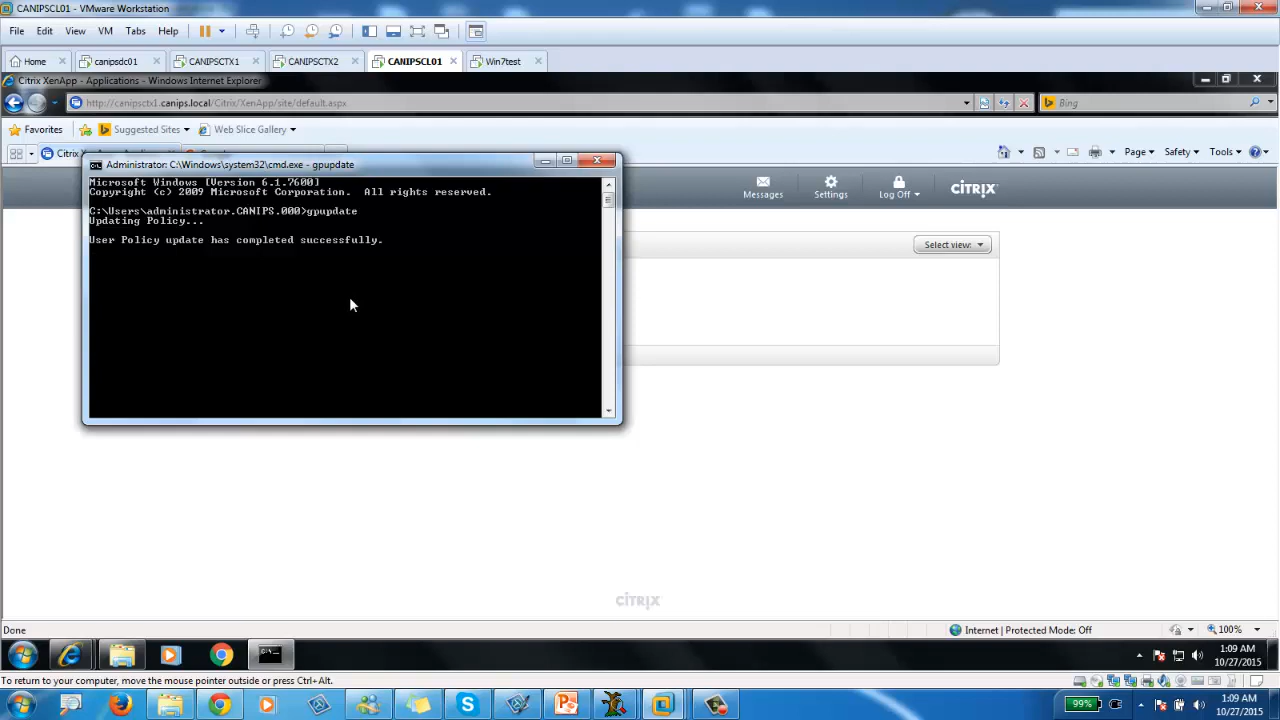 CANIPSCL01 - VMware Workstation
File Edit View VM Tabs Help
Home canipsdc01 CANIPSCTX1 CANIPSCTX2 CANIPSCL01 Win7test
Citrix XenApp - Applications - Windows Internet Explorer
http://canipsctx1.canips.local/Citrix/XenApp/site/default.aspx
Bing
Favorites Suggested Sites Web Slice Gallery
Page Safety Tools
Administrator: C:\Windows\system32\cmd.exe - gpupdate
Microsoft Windows [Version 6.1.7600]
Copyright (c) 2009 Microsoft Corporation. All rights reserved.
C:\Users\administrator.CANIPS.000>gpupdate
Updating Policy...
User Policy update has completed successfully.
Messages Settings Log Off CITRIX
Select view:
CITRIX
Done
Internet | Protected Mode: Off
100%
1:09 AM
10/27/2015
To return to your computer, move the mouse pointer outside or press Ctrl+Alt.
99%
1:09 AM
10/27/2015